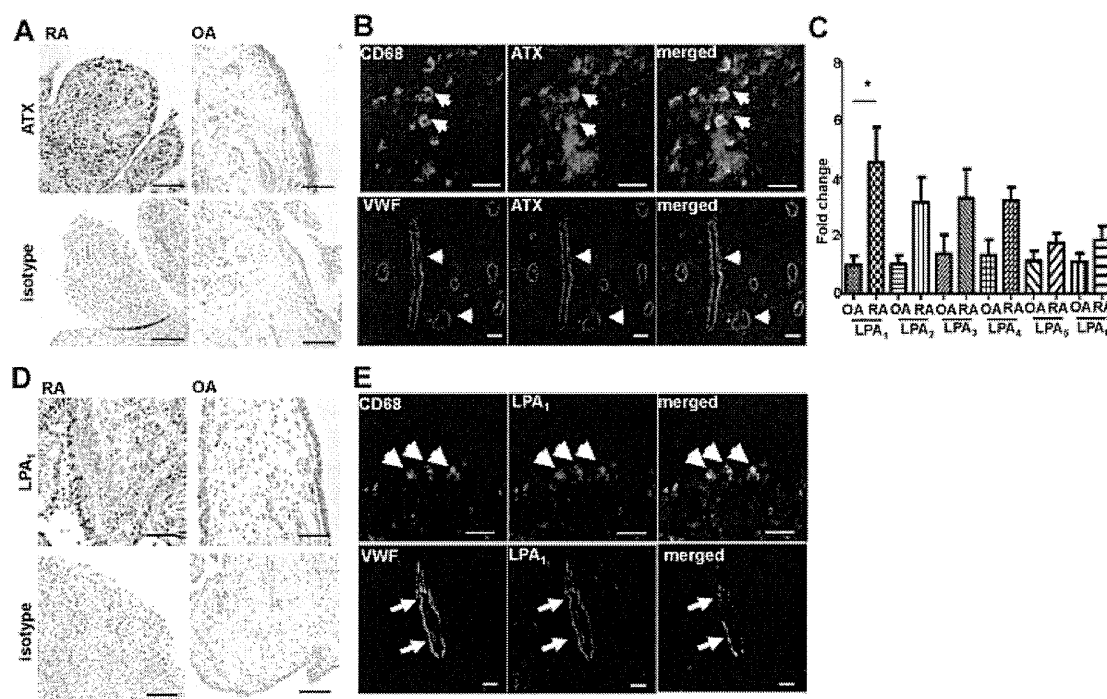 A
RA
OA
ATX
isotype
B
CD68
ATX
merged
VWF
ATX
merged
C
8
6
4
2
0
Fold change
*
OA RA OA RA OA RA OA RA OA RA OA RA
LPA₁ LPA₂ LPA₃ LPA₄ LPA₅ LPA
D
RA
OA
LPA₁
isotype
E
CD68
LPA₁
merged
VWF
LPA₁
merged